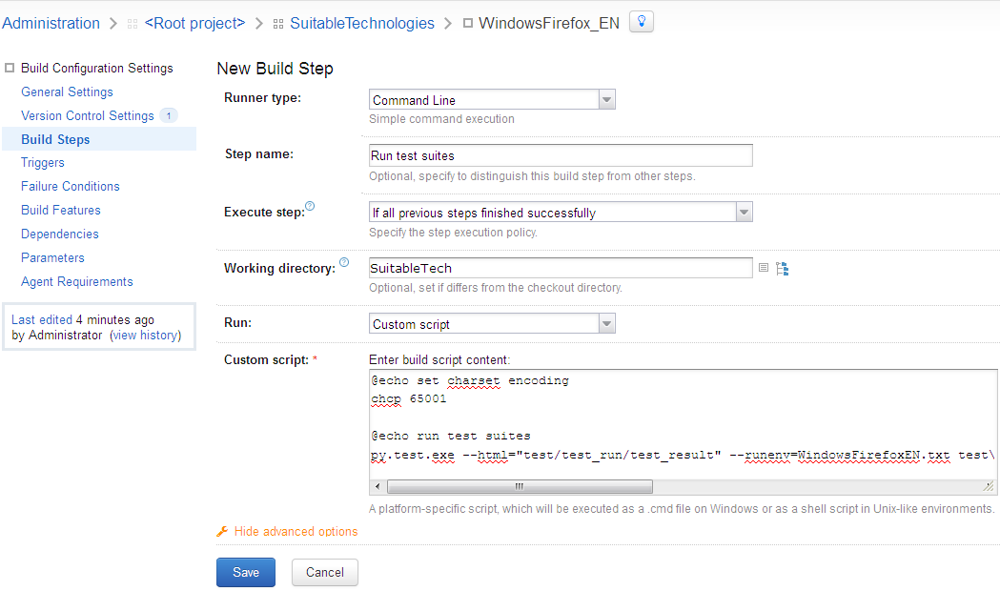 Administration > <Root project> > SuitableTechnologies > WindowsFirefox_EN
Build Configuration Settings
General Settings
Version Control Settings 1
Build Steps
Triggers
Failure Conditions
Build Features
Dependencies
Parameters
Agent Requirements
Last edited 4 minutes ago
by Administrator (view history)
New Build Step
Runner type: Command Line
Simple command execution
Step name: Run test suites
Optional, specify to distinguish this build step from other steps.
Execute step: ? If all previous steps finished successfully
Specify the step execution policy.
Working directory: ? SuitableTech
Optional, set if differs from the checkout directory.
Run: Custom script
Custom script: * Enter build script content:
@echo set charset encoding
chcp 65001
@echo run test suites
py.test.exe --html="test/test_run/test_result" --runenv=WindowsFirefoxEN.txt test\
A platform-specific script, which will be executed as a .cmd file on Windows or as a shell script in Unix-like environments.
Hide advanced options
Save Cancel